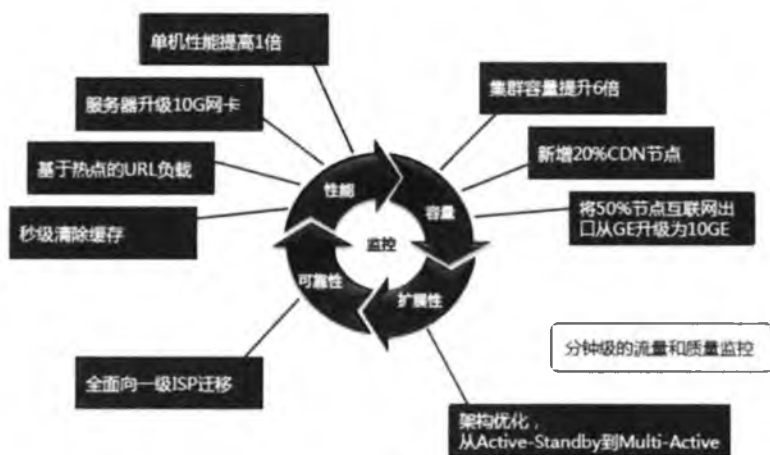 单机性能提高1倍
集群容量提升6倍
服务器升级10G网卡
新增20%CDN节点
基于热点的URL负载
性能
容量
将50%节点互联网出
口从GE升级为10GE
秒级清除缓存
监控
可靠性
扩展性
分钟级的流量和质量监控
全面向一级ISP迁移
架构优化，
从Active-Standby到Multi-Active